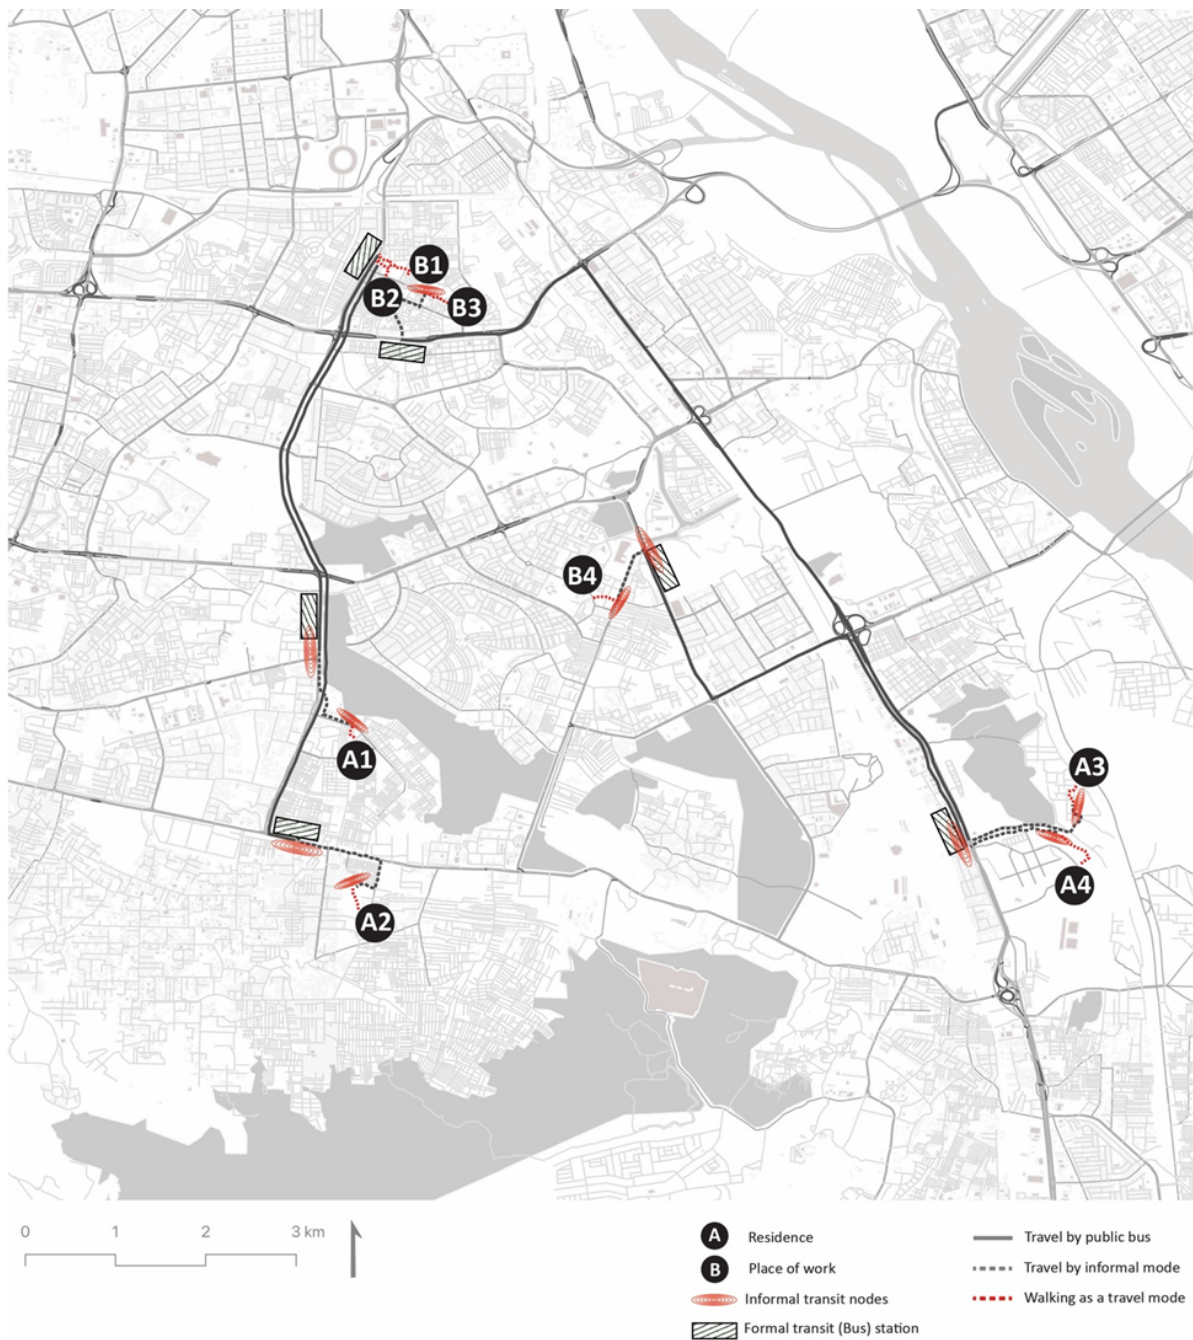 B1
B2
B3
B4
A1
A3
A4
A2
0 1 2 3 km
A Residence
B Place of work
Informal transit nodes
Formal transit (Bus) station
Travel by public bus
Travel by informal mode
Walking as a travel mode